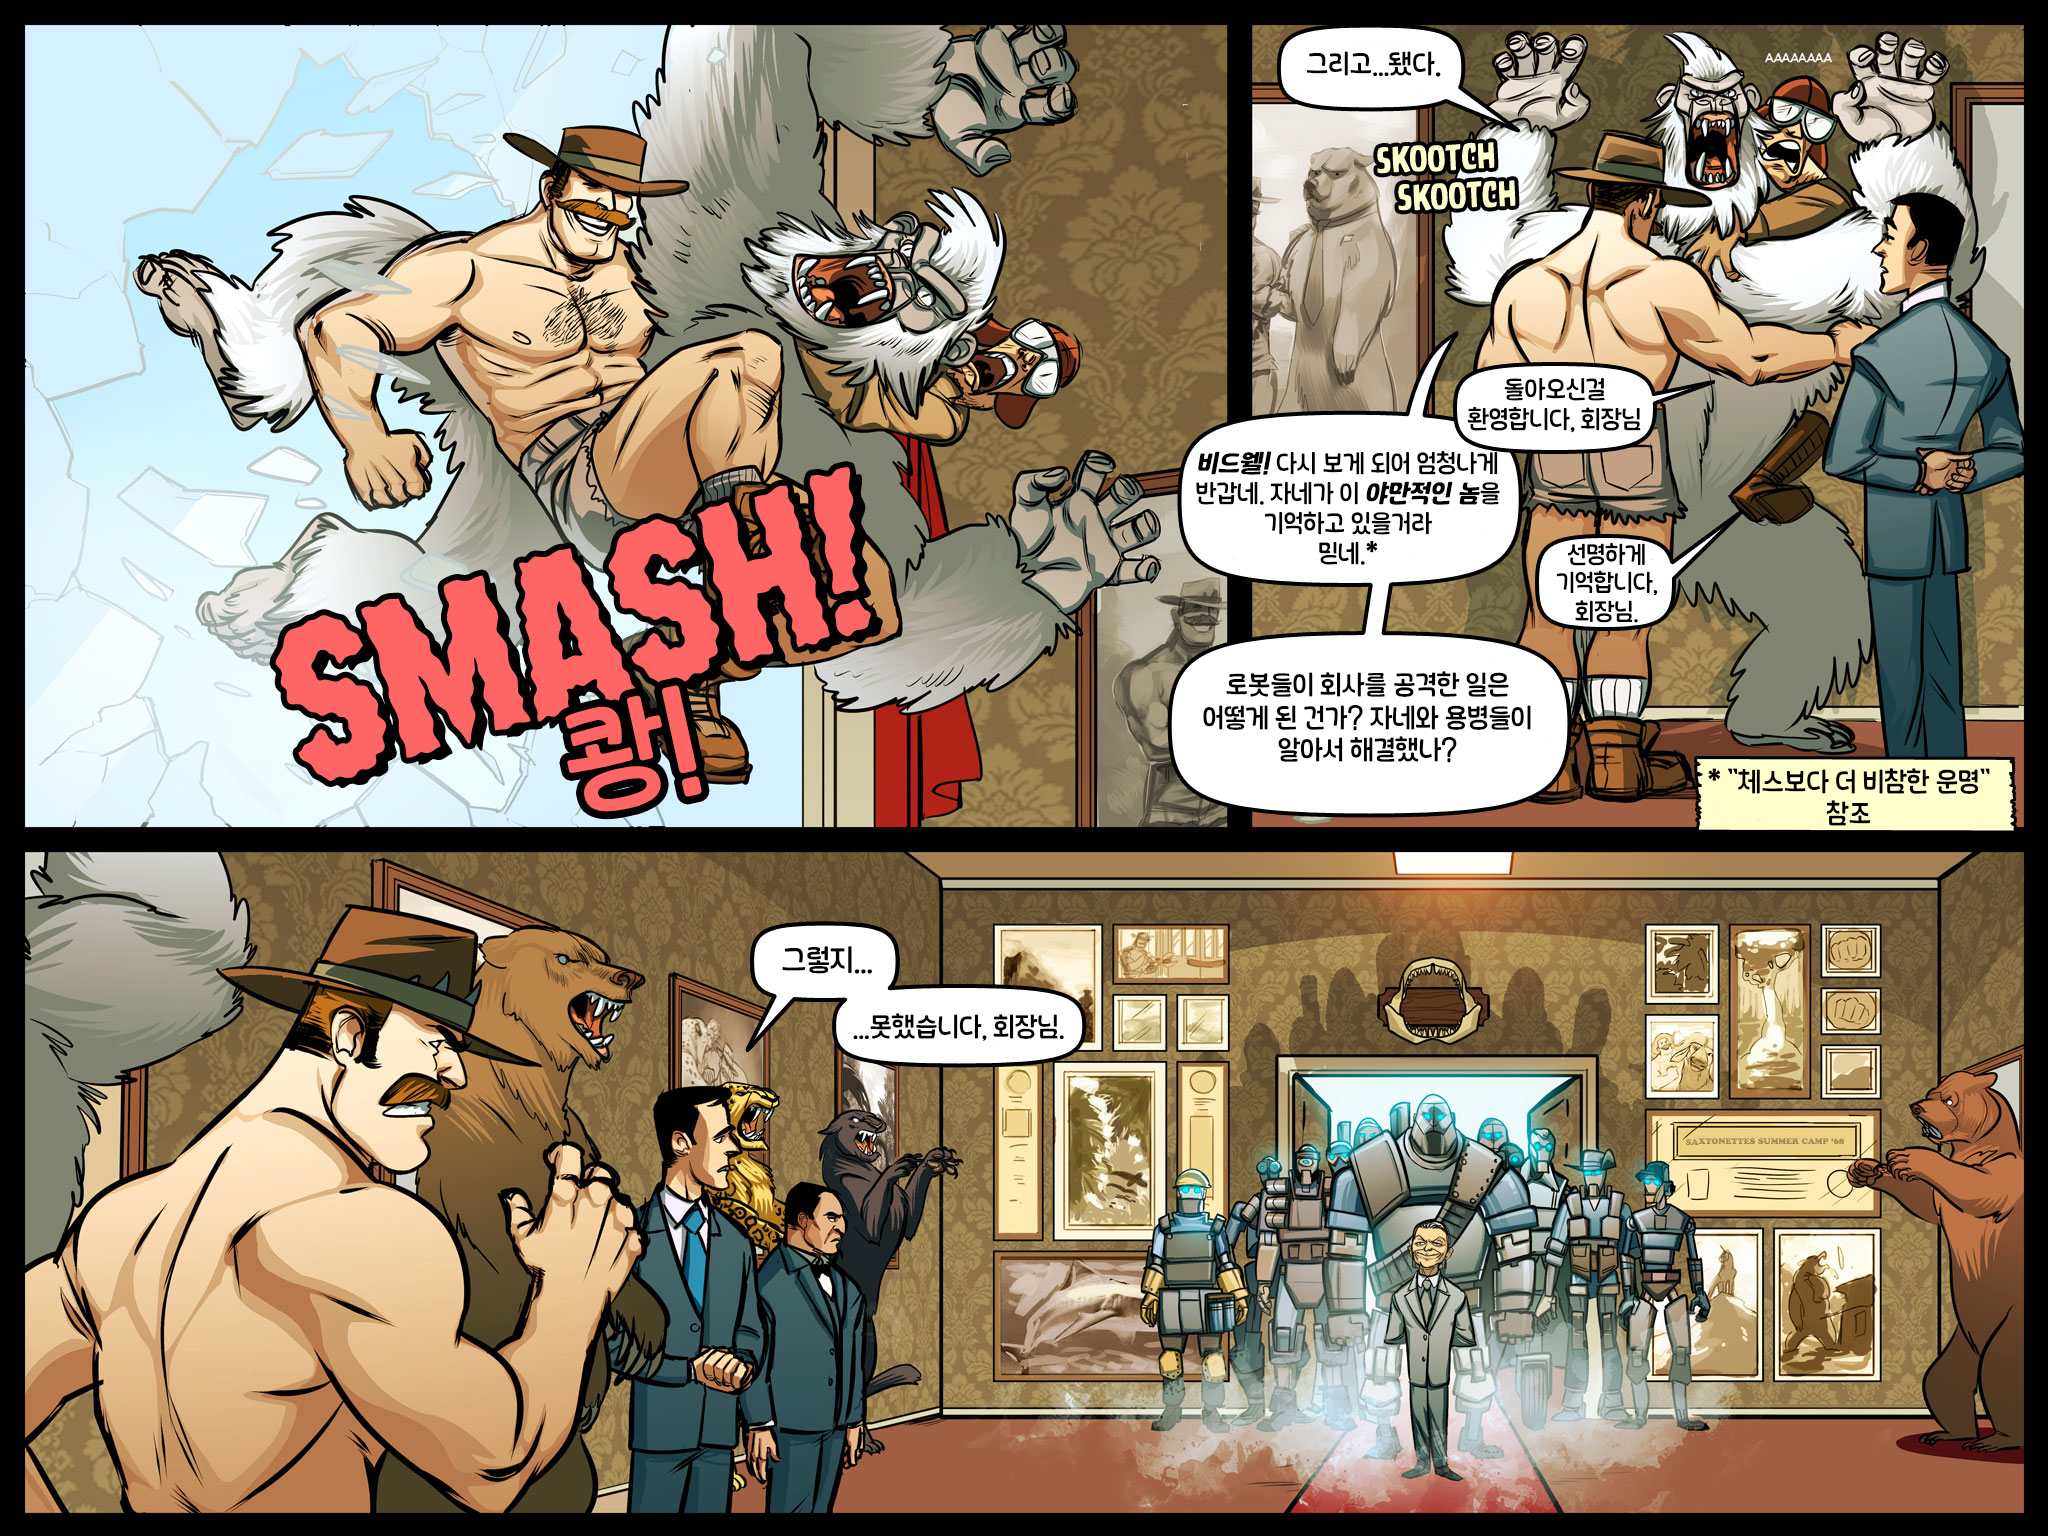 SMASH!
쾅!
그리고...됐다.
AAAAAAAA
SKOOTCH
SKOOTCH
돌아오신걸
환영합니다, 회장님
비드웰! 다시 보게 되어 엄청나게
반갑네. 자네가 이 야만적인 놈을
기억하고 있을거라
믿네.*
선명하게
기억합니다,
회장님.
로봇들이 회사를 공격한 일은
어떻게 된 건가? 자네와 용병들이
알아서 해결했나?
* "체스보다 더 비참한 운명"
참조
그렇지...
...못했습니다, 회장님.
SAXTONETTES SUMMER CAMP '68